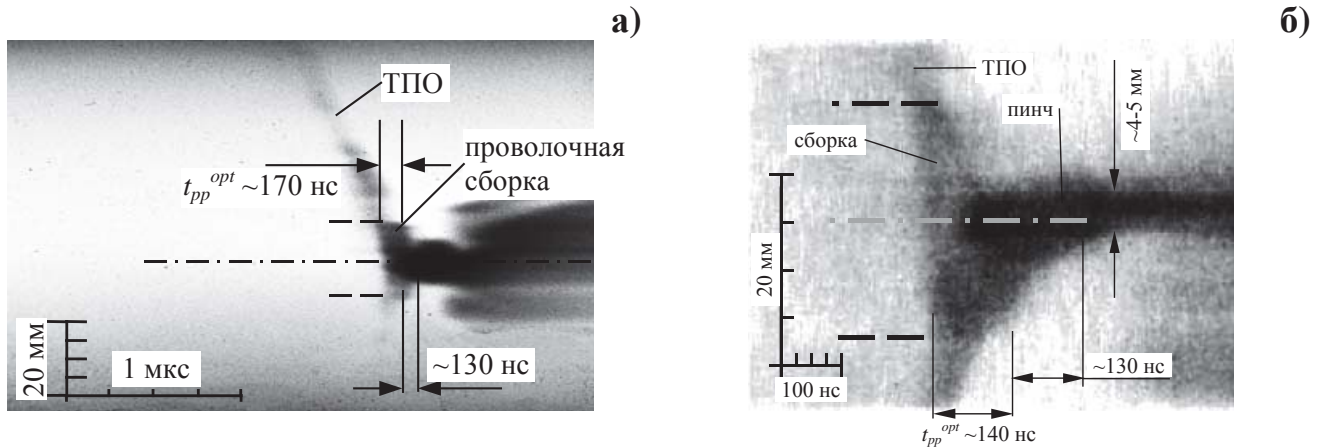 а)
ТПО
проволочная
сборка
t_pp^opt ~170 нс
20 мм
1 мкс
~130 нс
б)
ТПО
сборка
пинч
~4-5 мм
20 мм
100 нс
~130 нс
t_pp^opt ~140 нс